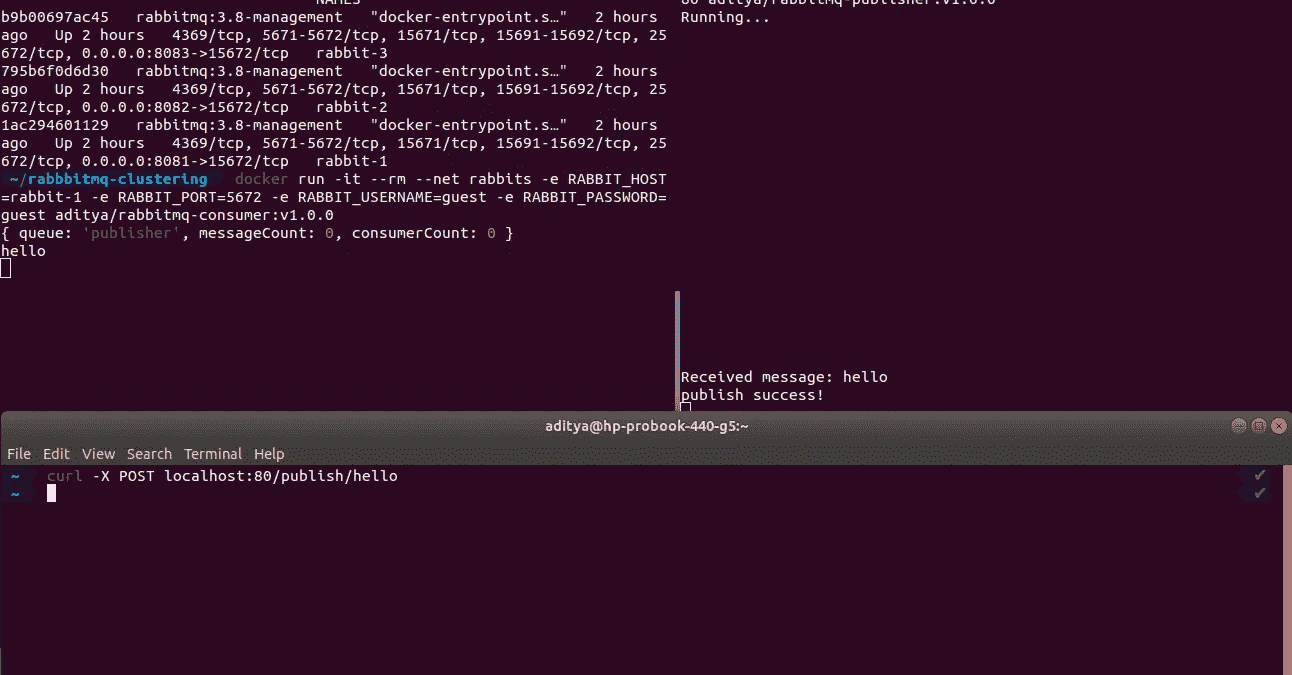 NAMES
b9b00697ac45   rabbitmq:3.8-management   "docker-entrypoint.s…"   2 hours
ago   Up 2 hours   4369/tcp, 5671-5672/tcp, 15671/tcp, 15691-15692/tcp, 25
672/tcp, 0.0.0.0:8083->15672/tcp   rabbit-3
795b6f0d6d30   rabbitmq:3.8-management   "docker-entrypoint.s…"   2 hours
ago   Up 2 hours   4369/tcp, 5671-5672/tcp, 15671/tcp, 15691-15692/tcp, 25
672/tcp, 0.0.0.0:8082->15672/tcp   rabbit-2
1ac294601129   rabbitmq:3.8-management   "docker-entrypoint.s…"   2 hours
ago   Up 2 hours   4369/tcp, 5671-5672/tcp, 15671/tcp, 15691-15692/tcp, 25
672/tcp, 0.0.0.0:8081->15672/tcp   rabbit-1
~/rabbbitmq-clustering   docker run -it --rm --net rabbits -e RABBIT_HOST
=rabbit-1 -e RABBIT_PORT=5672 -e RABBIT_USERNAME=guest -e RABBIT_PASSWORD=
guest aditya/rabbitmq-consumer:v1.0.0
{ queue: 'publisher', messageCount: 0, consumerCount: 0 }
hello
80 aditya/rabbitmq-publisher:v1.0.0
Running...
Received message: hello
publish success!
aditya@hp-probook-440-g5:~
File Edit View Search Terminal Help
~ curl -X POST localhost:80/publish/hello ✔
~ ✔